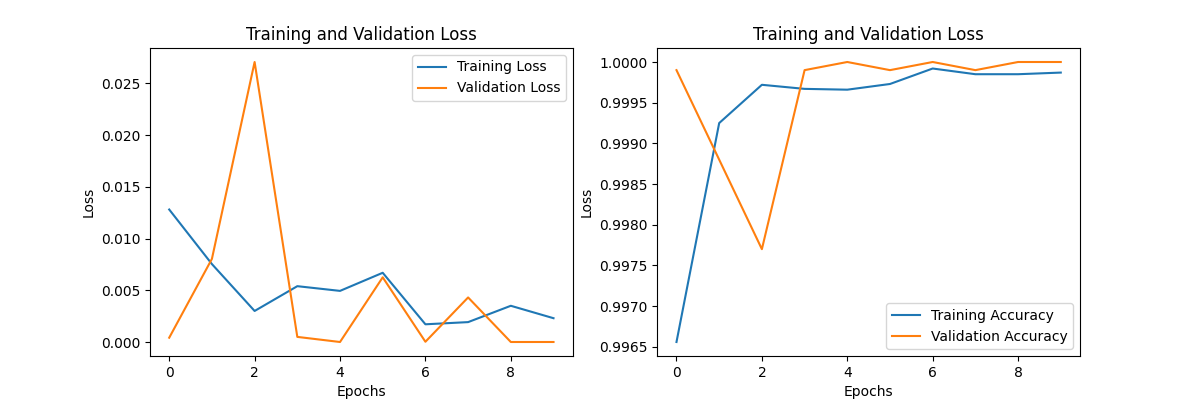 Training and Validation Loss
Training Loss
Validation Loss
0.025
0.020
0.015
0.010
0.005
0.000
Loss
0
2
4
6
8
Epochs
Training and Validation Loss
1.0000
0.9995
0.9990
0.9985
0.9980
0.9975
0.9970
0.9965
Loss
Training Accuracy
Validation Accuracy
0
2
4
6
8
Epochs